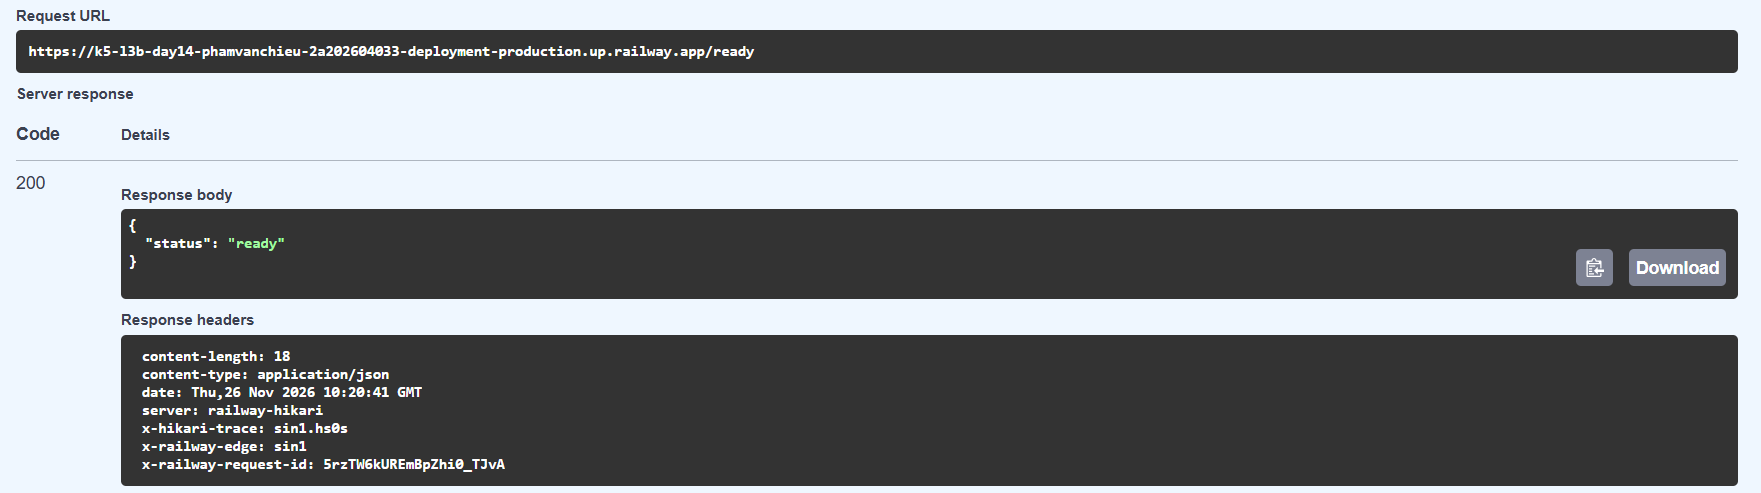 Request URL
https://k5-l3b-day14-phamvanchieu-2a202604033-deployment-production.up.railway.app/ready
Server response
Code Details
200
Response body
{
"status": "ready"
}
Download
Response headers
content-length: 18
content-type: application/json
date: Thu,26 Nov 2026 10:20:41 GMT
server: railway-hikari
x-hikari-trace: sin1.hs0s
x-railway-edge: sin1
x-railway-request-id: 5rzTW6kUREmBpZhi0_TJvA